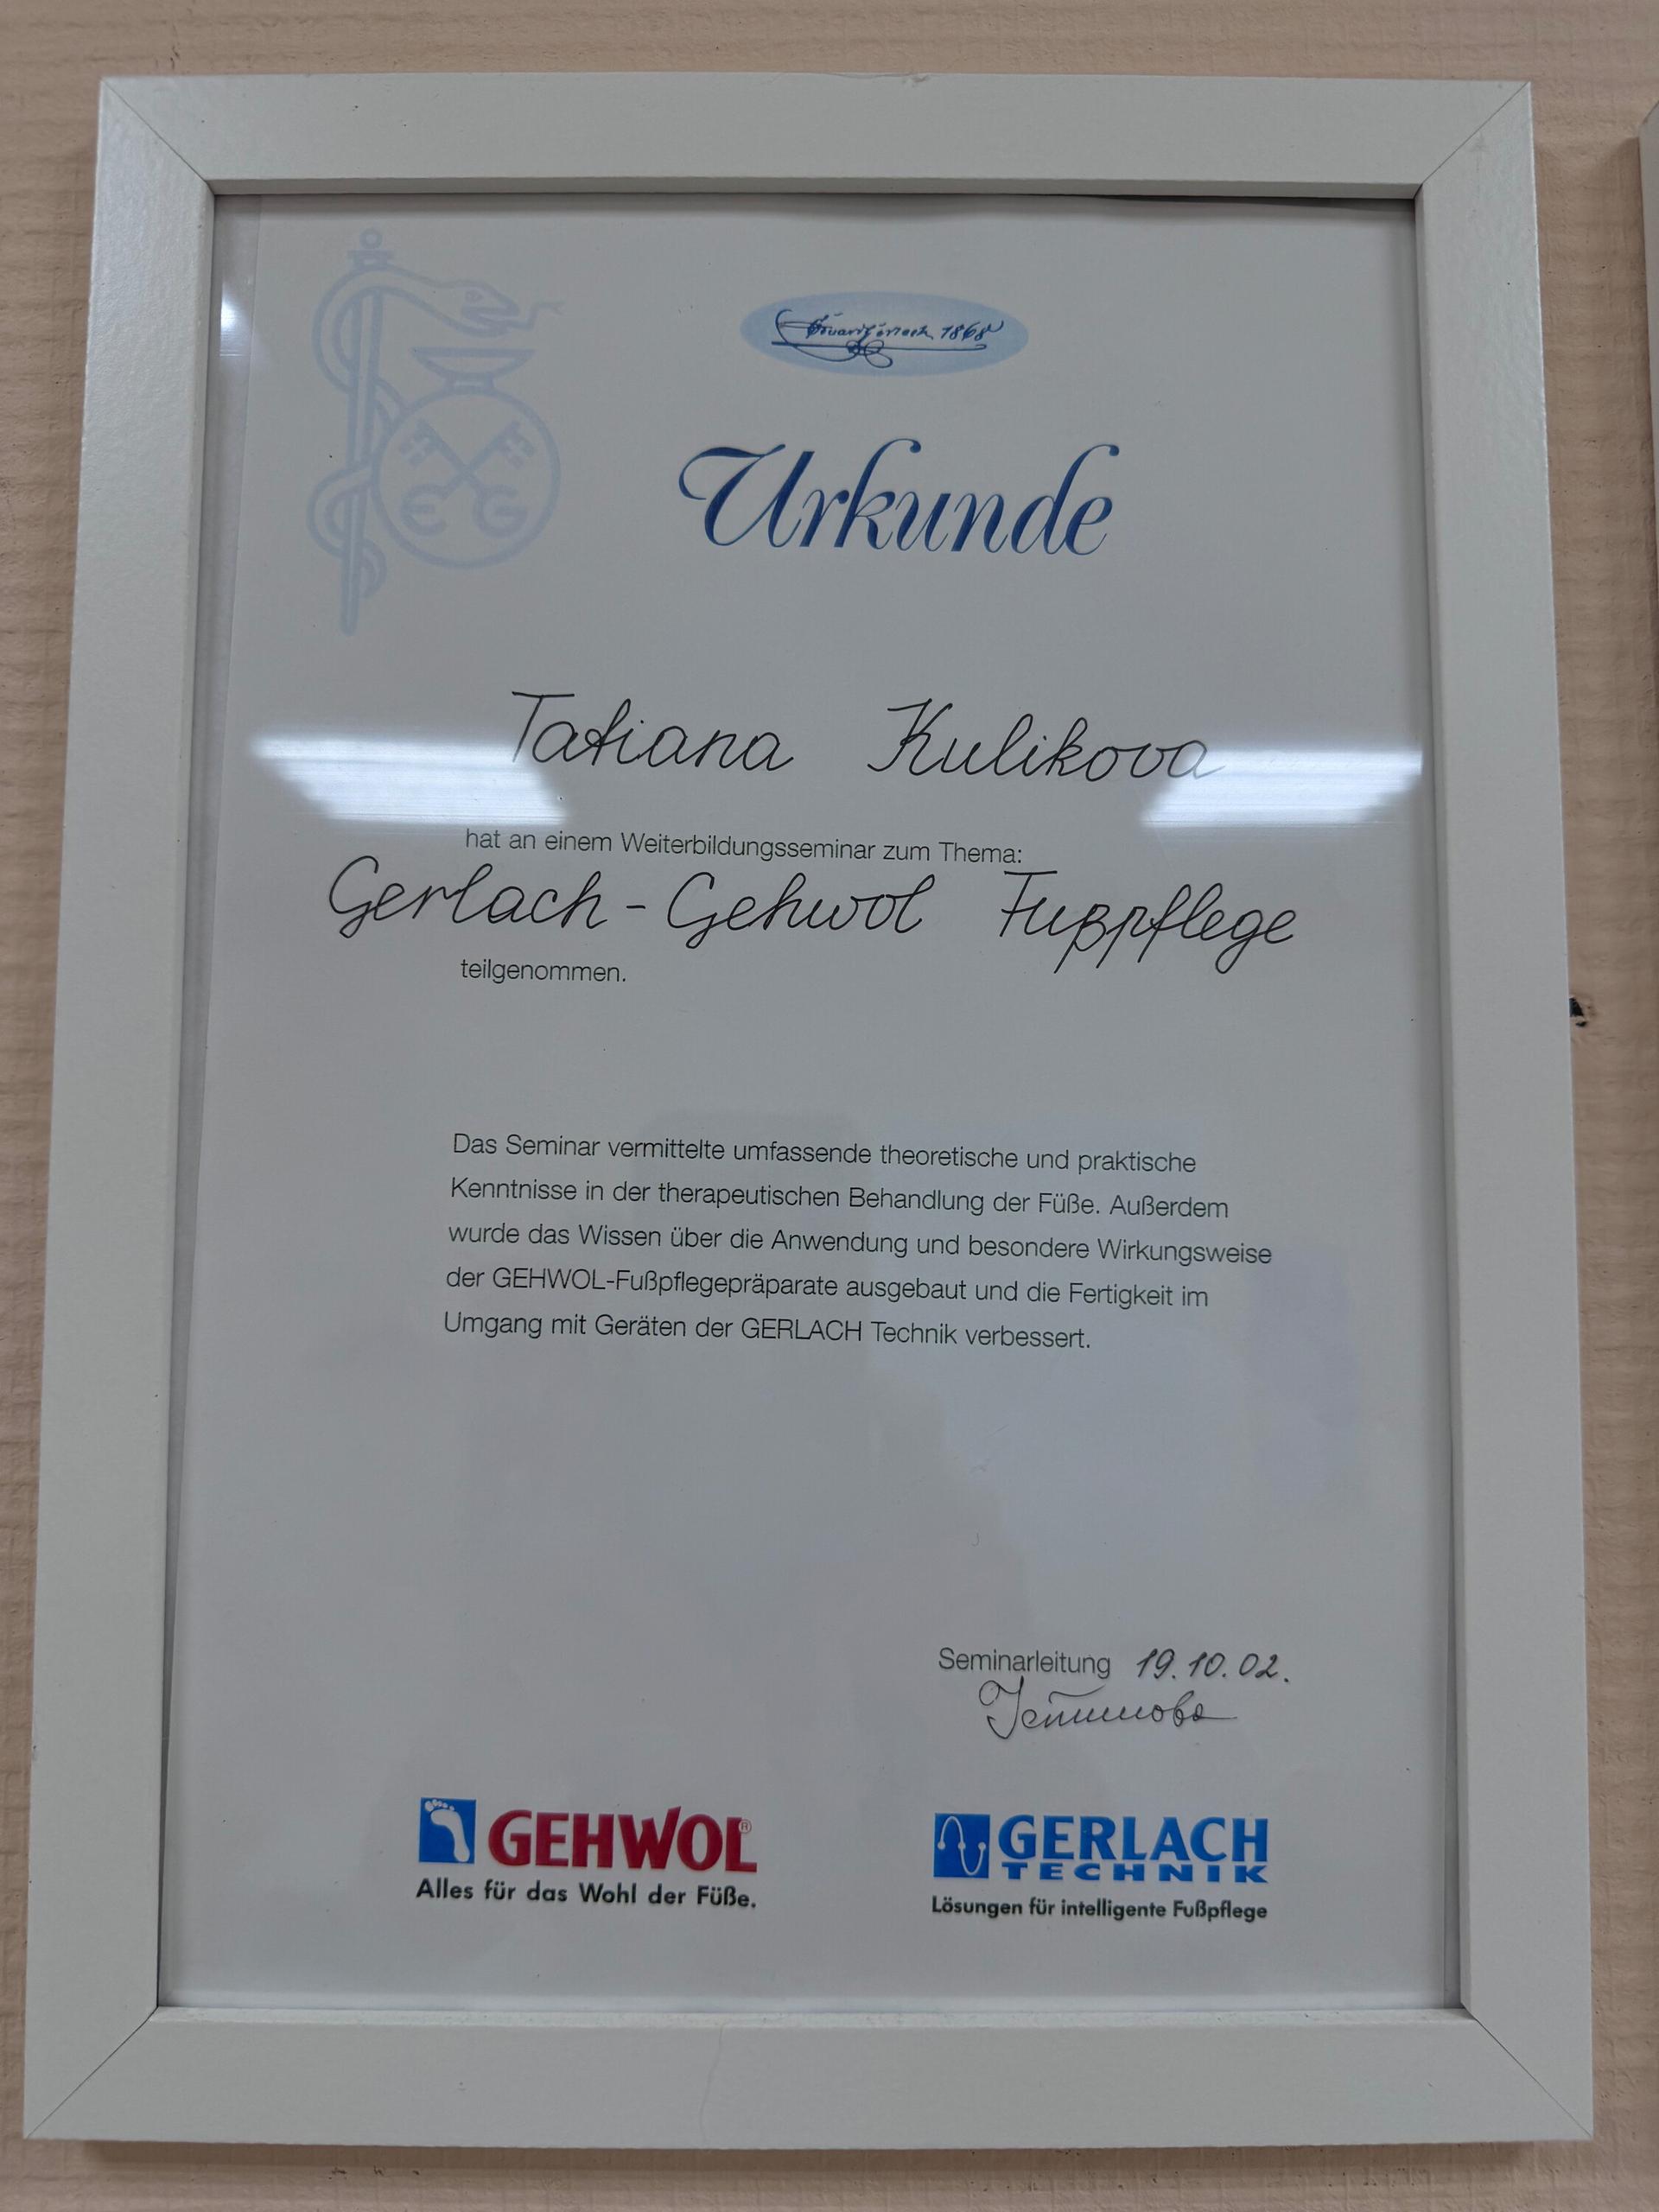 1868
Urkunde
E G
Tatiana Kulikova
hat an einem Weiterbildungsseminar zum Thema:
Gerlach - Gehwol Fußpflege
teilgenommen.
Das Seminar vermittelte umfassende theoretische und praktische
Kenntnisse in der therapeutischen Behandlung der Füße. Außerdem
wurde das Wissen über die Anwendung und besondere Wirkungsweise
der GEHWOL-Fußpflegepräparate ausgebaut und die Fertigkeit im
Umgang mit Geräten der GERLACH Technik verbessert.
Seminarleitung 19.10.02.
GEHWOL®
Alles für das Wohl der Füße.
GERLACH
TECHNIK
Lösungen für intelligente Fußpflege